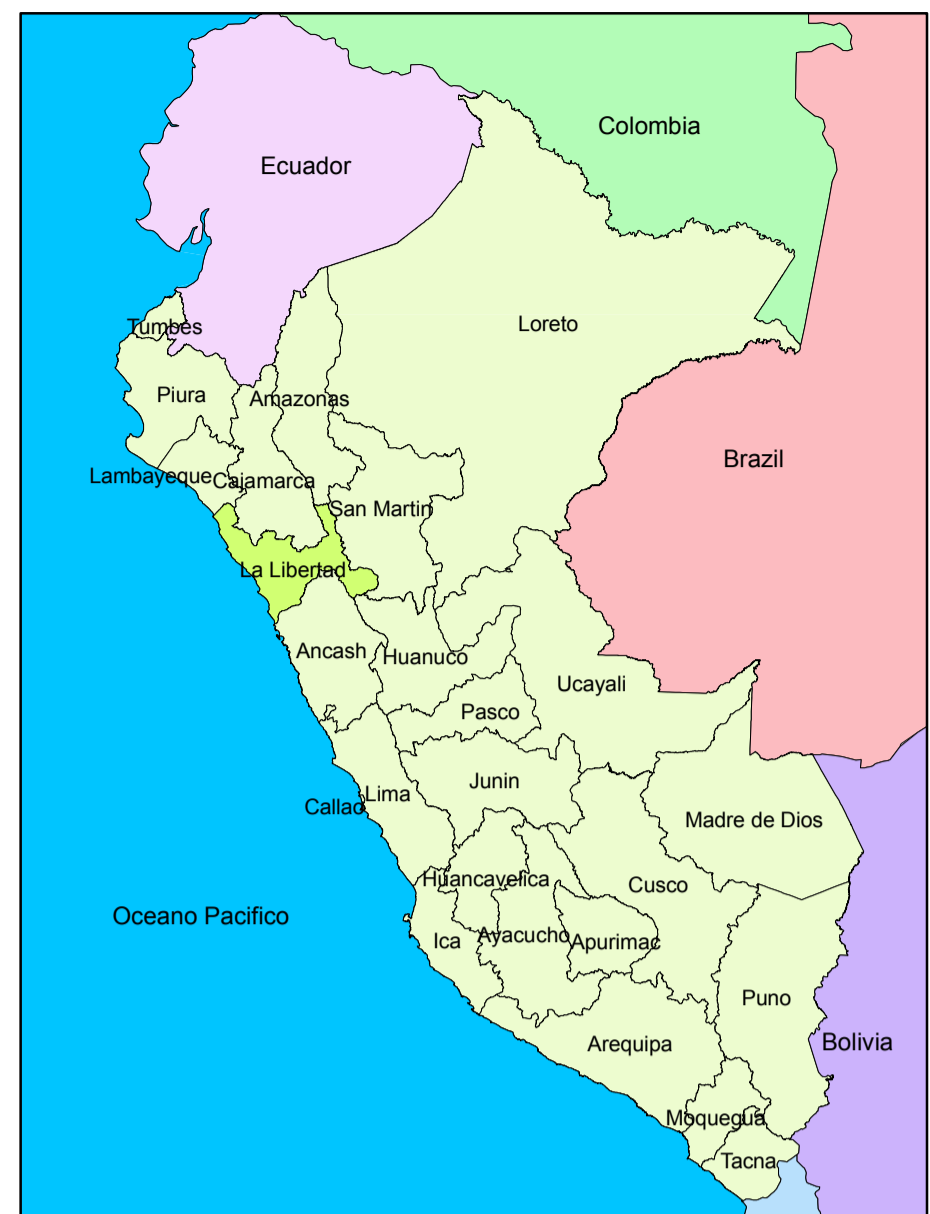 Colombia
Ecuador
Loreto
Tumbes
Piura
Amazonas
Brazil
Lambayeque
Cajamarca
San Martin
La Libertad
Ancash
Huanuco
Ucayali
Pasco
Junin
Lima
Callao
Madre de Dios
Huancavelica
Cusco
Oceano Pacifico
Ica
Ayacucho
Apurimac
Puno
Arequipa
Bolivia
Moquegua
Tacna